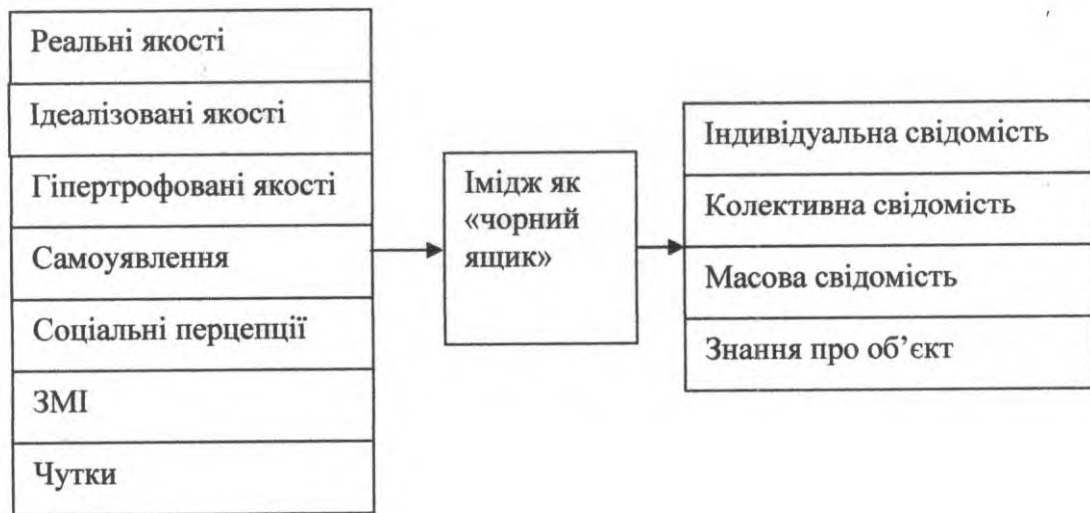 Реальні якості
Ідеалізовані якості
Гіпертрофовані якості
Самоуявлення
Соціальні перцепції
ЗМІ
Чутки
Імідж як
«чорний
ящик»
Індивідуальна свідомість
Колективна свідомість
Масова свідомість
Знання про об’єкт